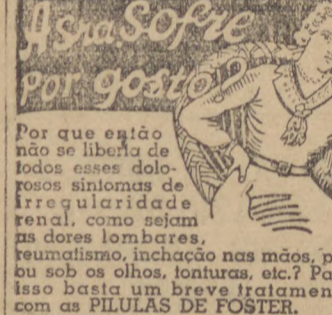 A Sra. Sofre
por gosto
Por que então
não se liberta de
todos esses dolo-
rosos sintomas de
irregularidade
renal, como sejam
as dores lombares,
reumatismo, inchação nas mãos, p
ou sob os olhos, tonturas, etc.? Pa
isso basta um breve tratamen
com as PILULAS DE FOSTER.